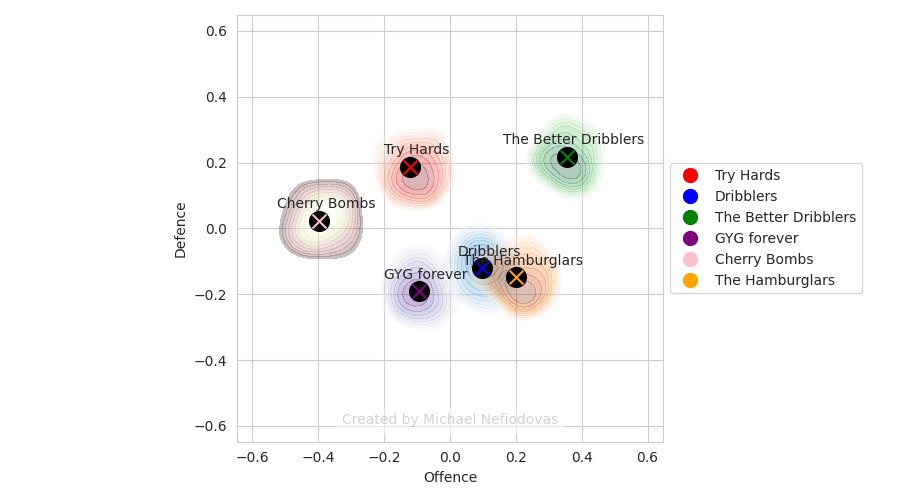 0.6
0.4
0.2
0.0
−0.2
−0.4
−0.6
Defence
The Better Dribblers
Try Hards
Cherry Bombs
Dribblers
The Hamburglars
GYG forever
Created by Michael Nefiodovas
−0.6 −0.4 −0.2 0.0 0.2 0.4 0.6
Offence
Try Hards
Dribblers
The Better Dribblers
GYG forever
Cherry Bombs
The Hamburglars